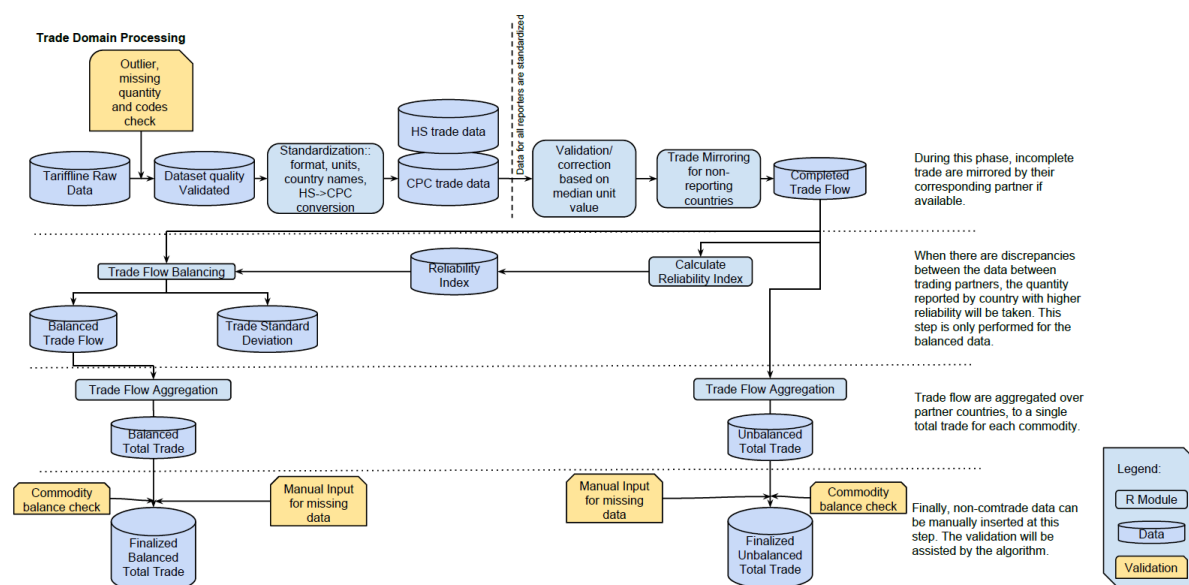 Trade Domain Processing
Outlier,
missing
quantity
and codes
check
Data for all reporters are standardized
Tariffline Raw
Data
Dataset quality
Validated
Standardization::
format, units,
country names,
HS->CPC
conversion
HS trade data
CPC trade data
Validation/
correction
based on
median unit
value
Trade Mirroring
for non-
reporting
countries
Completed
Trade Flow
During this phase, incomplete
trade are mirrored by their
corresponding partner if
available.
Trade Flow Balancing
Reliability
Index
Calculate
Reliability Index
When there are discrepancies
between the data between
trading partners, the quantity
reported by country with higher
reliability will be taken. This
step is only performed for the
balanced data.
Balanced
Trade Flow
Trade Standard
Deviation
Trade Flow Aggregation
Trade Flow Aggregation
Trade flow are aggregated over
partner countries, to a single
total trade for each commodity.
Balanced
Total Trade
Unbalanced
Total Trade
Commodity
balance check
Manual Input
for missing
data
Manual Input
for missing
data
Commodity
balance check
Finally, non-comtrade data can
be manually inserted at this
step. The validation will be
assisted by the algorithm.
Finalized
Balanced
Total Trade
Finalized
Unbalanced
Total Trade
Legend:
R Module
Data
Validation